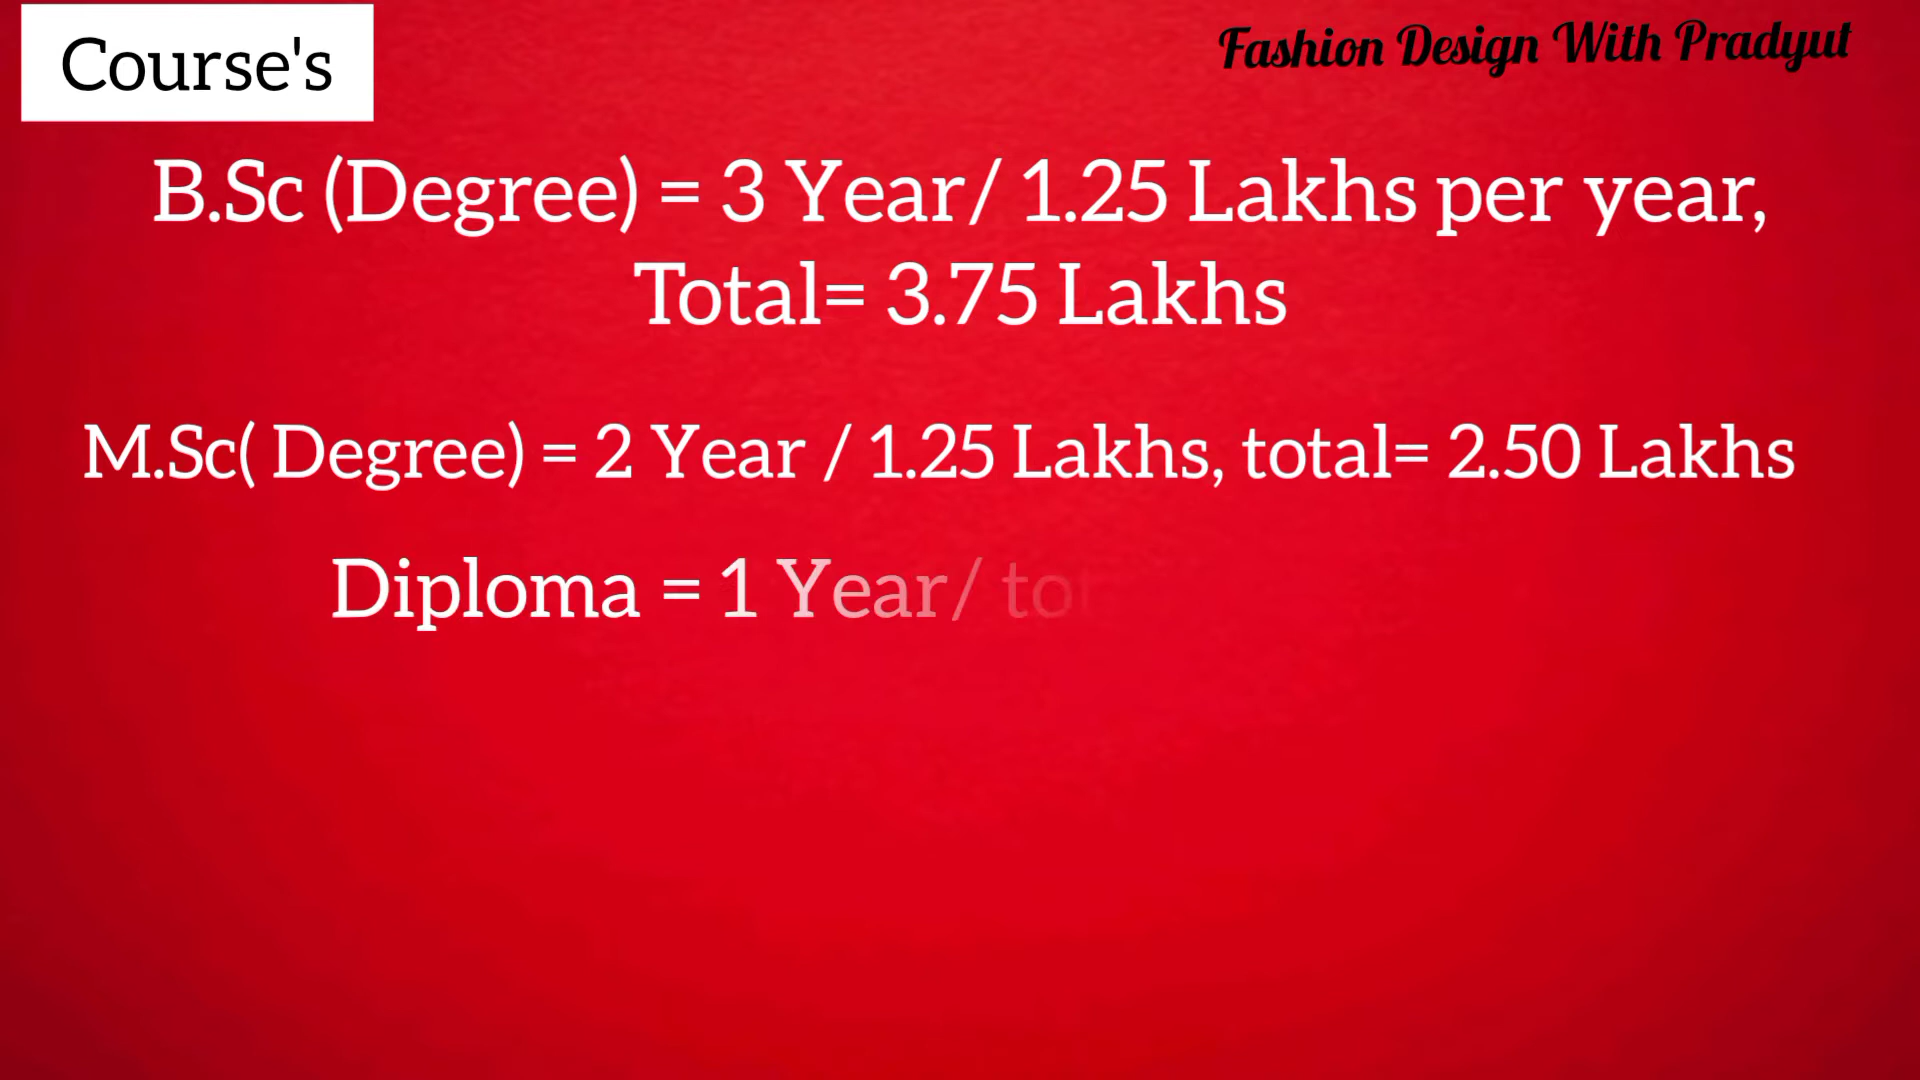 Course's
Fashion Design With Pradyut
B.Sc (Degree) = 3 Year/ 1.25 Lakhs per year,
Total= 3.75 Lakhs
M.Sc( Degree) = 2 Year / 1.25 Lakhs, total= 2.50 Lakhs
Diploma = 1 Year/